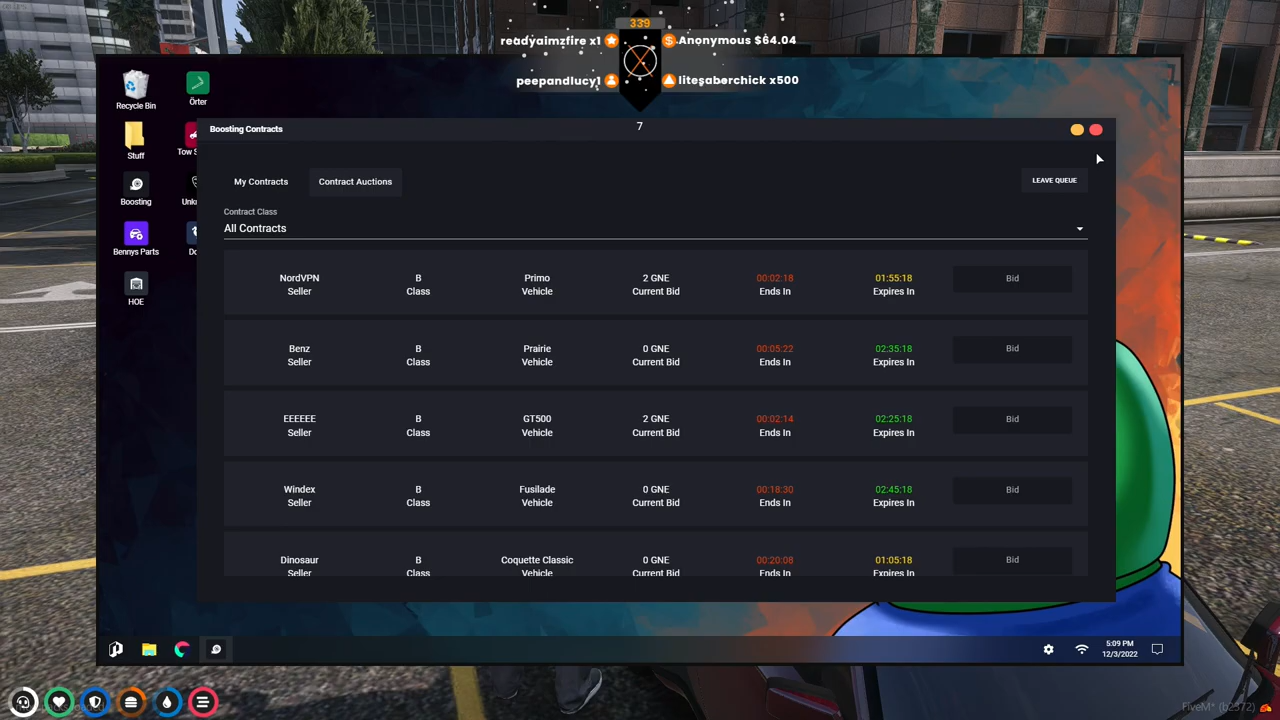 339
readyaimzfire x1
Anonymous $64.04
peepandlucy1
litesaberchick x500
Recycle Bin
Örter
Stuff
Tow S
Boosting
Unk
Bennys Parts
Do
HOE
Boosting Contracts
7
My Contracts
Contract Auctions
LEAVE QUEUE
Contract Class
All Contracts
NordVPN B Primo 2 GNE 00:02:18 01:55:18 Bid
Seller Class Vehicle Current Bid Ends In Expires In
Benz B Prairie 0 GNE 00:05:22 02:35:18 Bid
Seller Class Vehicle Current Bid Ends In Expires In
EEEEEE B GT500 2 GNE 00:02:14 02:25:18 Bid
Seller Class Vehicle Current Bid Ends In Expires In
Windex B Fusilade 0 GNE 00:18:30 02:45:18 Bid
Seller Class Vehicle Current Bid Ends In Expires In
Dinosaur B Coquette Classic 0 GNE 00:20:08 01:05:18 Bid
Seller Class Vehicle Current Bid Ends In Expires In
5:09 PM
12/3/2022
FiveM* (b2372)